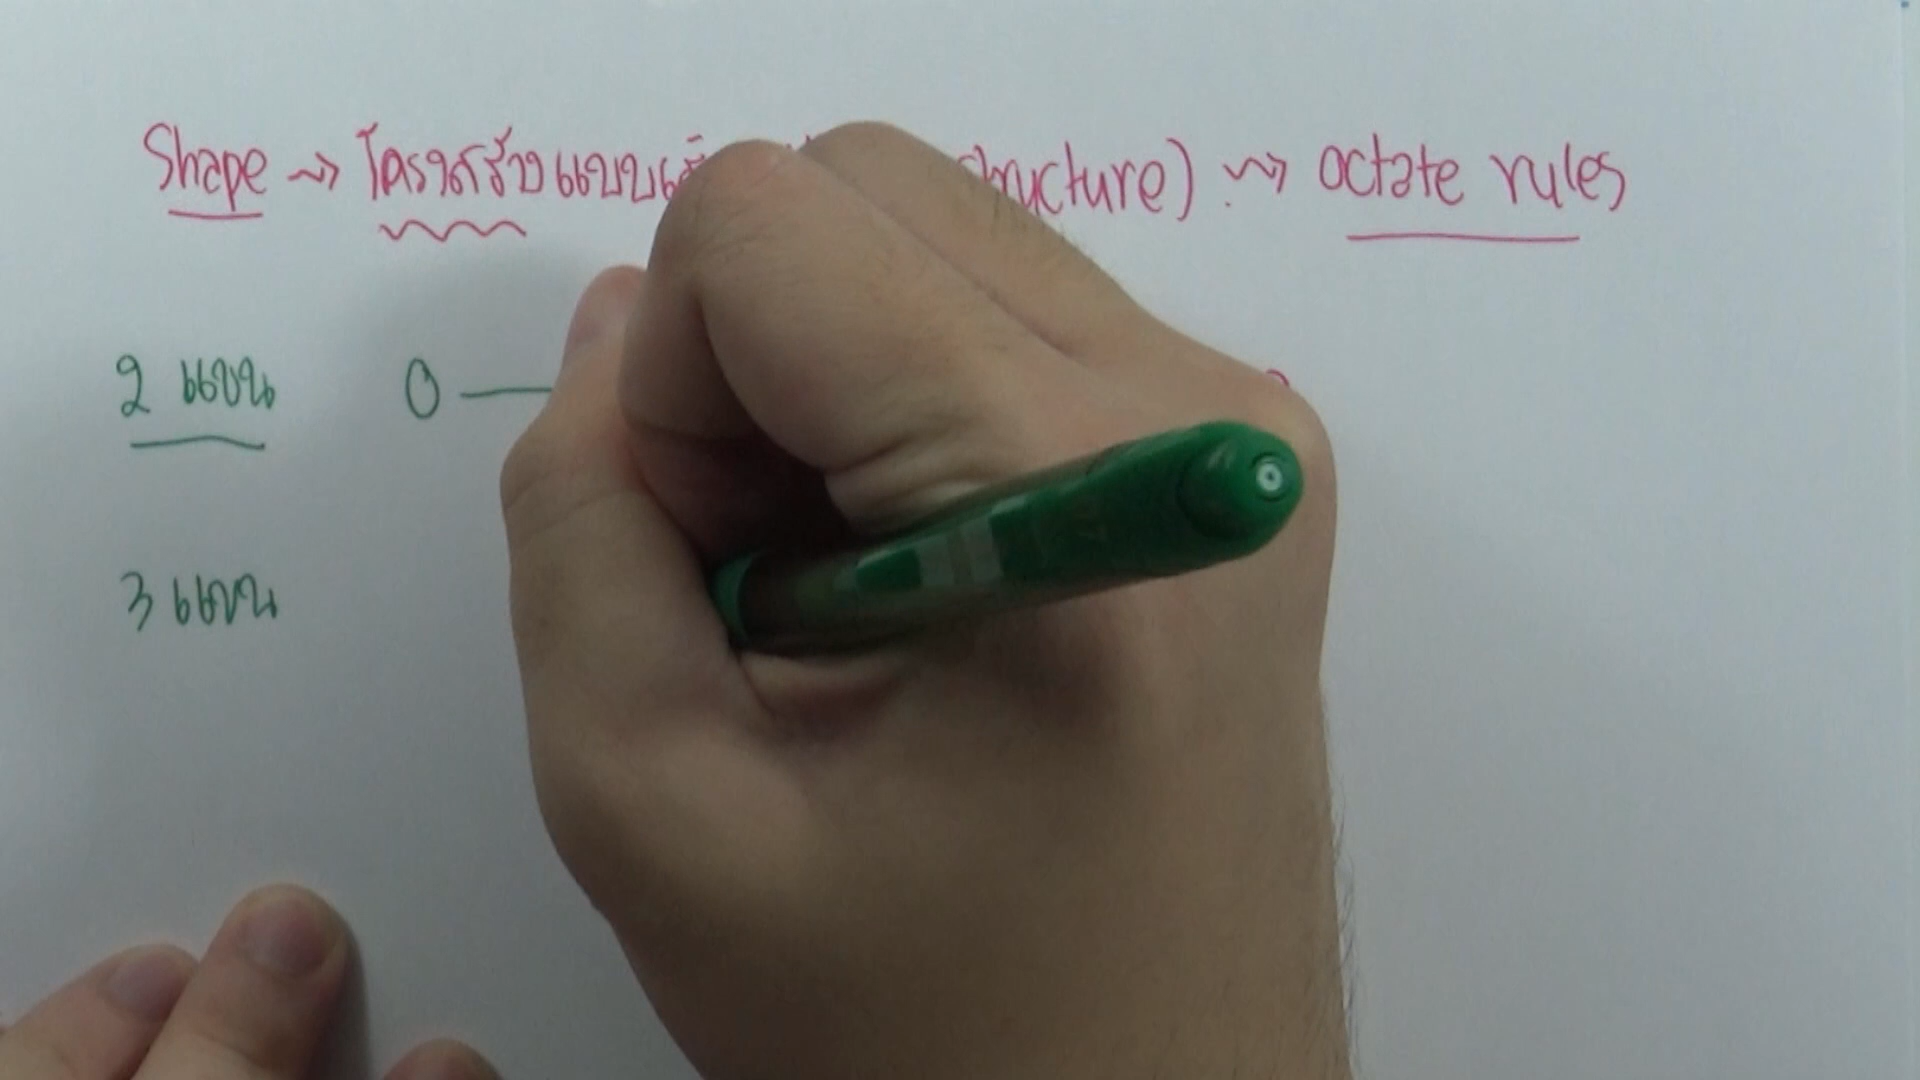 Shape ⇝ โครงสร้างแบบ structure) ⇝ octate rules
2 แขน O —
3 แขน